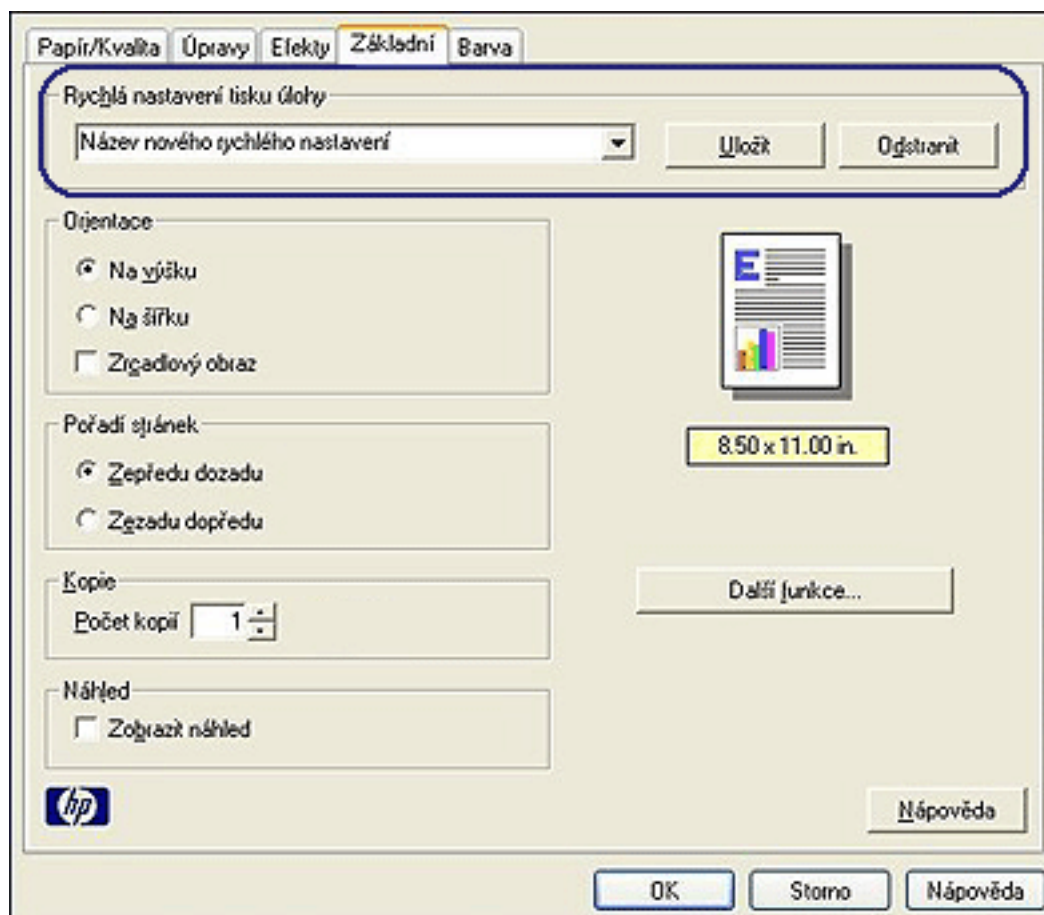 Papír/Kvalita Úpravy Efekty Základní Barva
Rychlá nastavení tisku úlohy
Název nového rychlého nastavení Uložit Odstranit
Orientace
Na výšku
Na šířku
Zrcadlový obraz
E
8.50 x 11.00 in.
Pořadí stránek
Zepředu dozadu
Zezadu dopředu
Kopie
Počet kopií 1
Další funkce...
Náhled
Zobrazit náhled
hp
Nápověda
OK Storno Nápověda